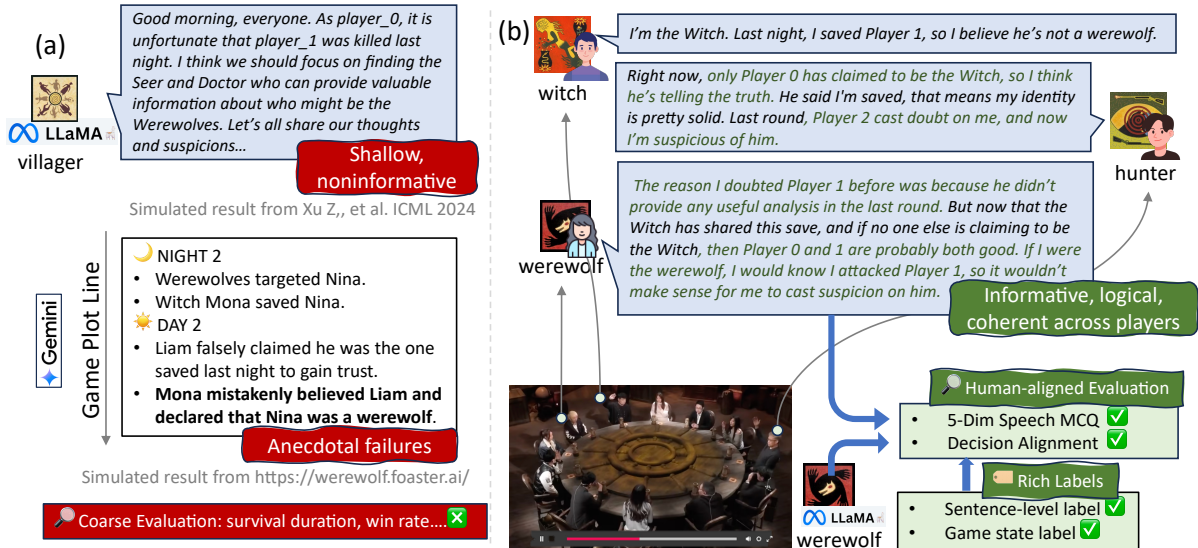 (a)
Good morning, everyone. As player_0, it is
unfortunate that player_1 was killed last
night. I think we should focus on finding the
Seer and Doctor who can provide valuable
information about who might be the
Werewolves. Let's all share our thoughts
and suspicions...
LLaMA
villager
Shallow,
noninformative
Simulated result from Xu Z,, et al. ICML 2024
Gemini
Game Plot Line
NIGHT 2
• Werewolves targeted Nina.
• Witch Mona saved Nina.
DAY 2
• Liam falsely claimed he was the one
saved last night to gain trust.
• Mona mistakenly believed Liam and
declared that Nina was a werewolf.
Anecdotal failures
Simulated result from https://werewolf.foaster.ai/
Coarse Evaluation: survival duration, win rate....
(b)
I'm the Witch. Last night, I saved Player 1, so I believe he's not a werewolf.
witch
Right now, only Player 0 has claimed to be the Witch, so I think
he's telling the truth. He said I'm saved, that means my identity
is pretty solid. Last round, Player 2 cast doubt on me, and now
I'm suspicious of him.
hunter
The reason I doubted Player 1 before was because he didn't
provide any useful analysis in the last round. But now that the
Witch has shared this save, and if no one else is claiming to be
the Witch, then Player 0 and 1 are probably both good. If I were
the werewolf, I would know I attacked Player 1, so it wouldn't
make sense for me to cast suspicion on him.
werewolf
Informative, logical,
coherent across players
Human-aligned Evaluation
• 5-Dim Speech MCQ
• Decision Alignment
Rich Labels
• Sentence-level label
• Game state label
LLaMA
werewolf